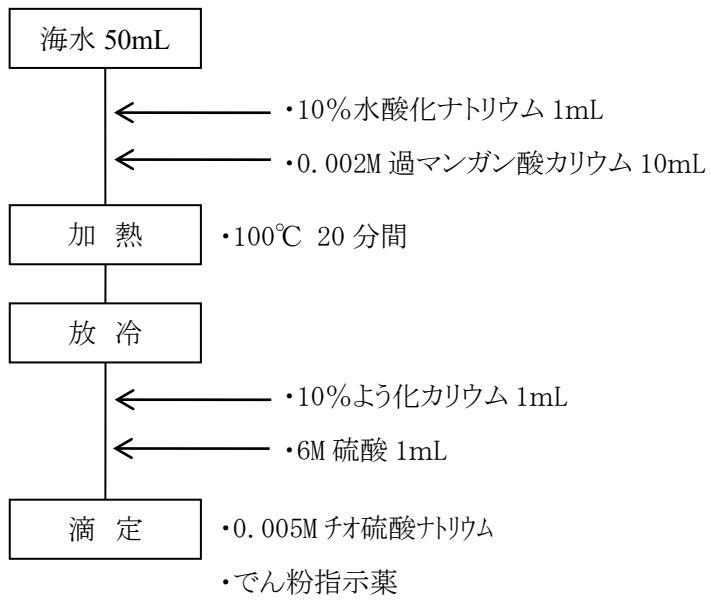 海水 50mL
・10%水酸化ナトリウム 1mL
・0.002M 過マンガン酸カリウム 10mL
加 熱 ・100℃ 20 分間
放 冷
・10%よう化カリウム 1mL
・6M 硫酸 1mL
滴 定 ・0.005M チオ硫酸ナトリウム
・でん粉指示薬